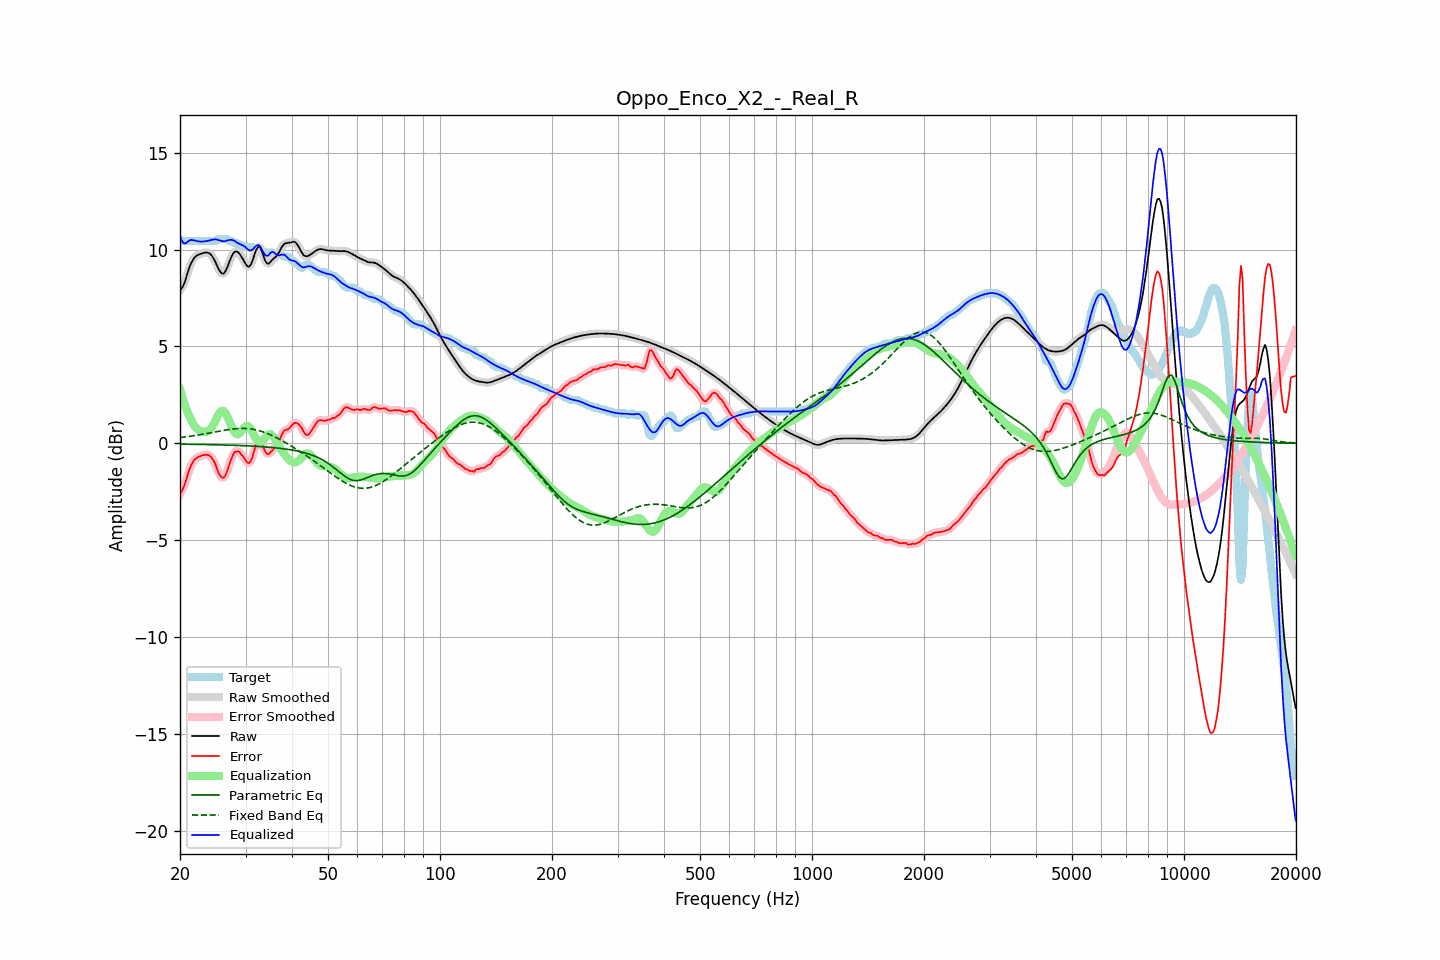 Oppo_Enco_X2_-_Real_R
Amplitude (dBr)
15
10
5
0
−5
−10
−15
−20
Target
Raw Smoothed
Error Smoothed
Raw
Error
Equalization
Parametric Eq
Fixed Band Eq
Equalized
20 50 100 200 500 1000 2000 5000 10000 20000
Frequency (Hz)